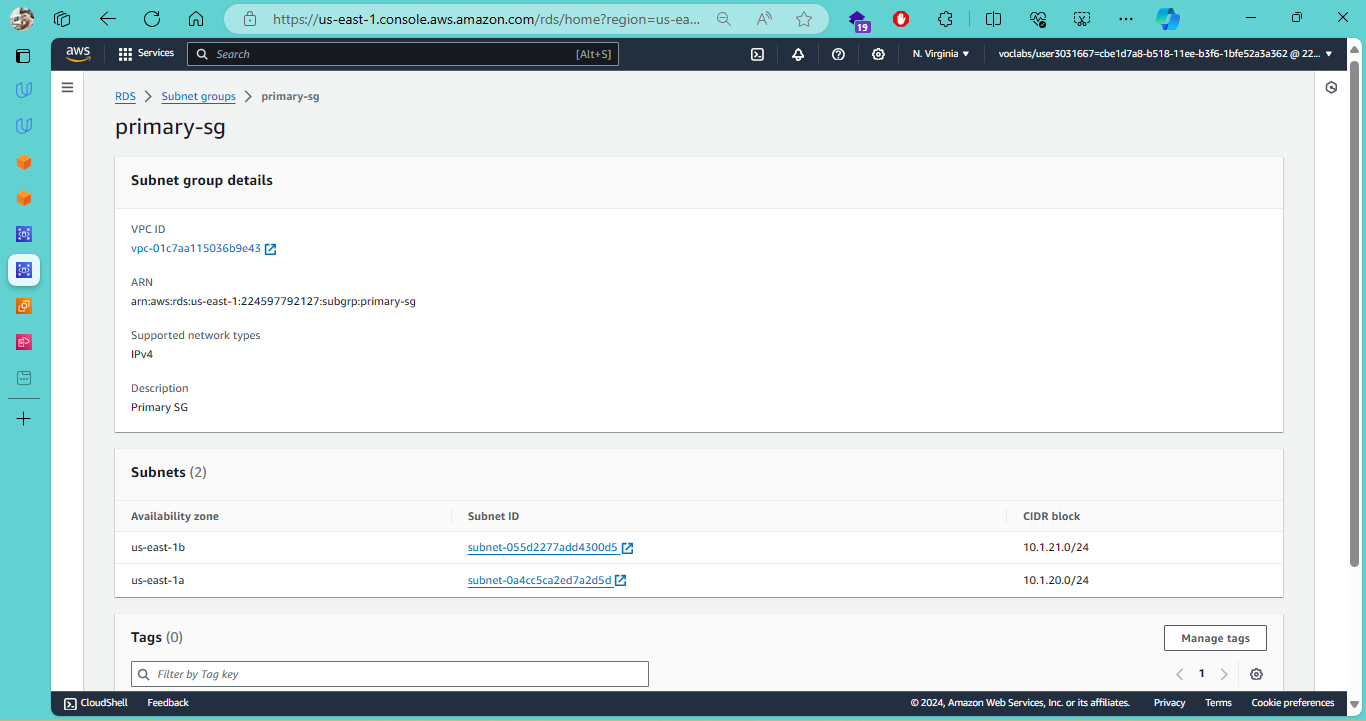 https://us-east-1.console.aws.amazon.com/rds/home?region=us-ea...
19
aws
Services
Search
[Alt+S]
N. Virginia
voclabs/user3031667=cbe1d7a8-b518-11ee-b3f6-1bfe52a3a362 @ 22...
RDS > Subnet groups > primary-sg
primary-sg
Subnet group details
VPC ID
vpc-01c7aa115036b9e43
ARN
arn:aws:rds:us-east-1:224597792127:subgrp:primary-sg
Supported network types
IPv4
Description
Primary SG
Subnets (2)
Availability zone Subnet ID CIDR block
us-east-1b subnet-055d2277add4300d5 10.1.21.0/24
us-east-1a subnet-0a4cc5ca2ed7a2d5d 10.1.20.0/24
Tags (0)
Manage tags
Filter by Tag key
1
CloudShell Feedback © 2024, Amazon Web Services, Inc. or its affiliates. Privacy Terms Cookie preferences